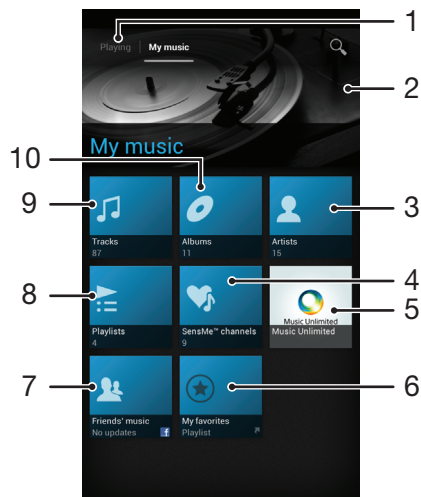 1
Playing My music
2
My music
10
9
3
Tracks Albums Artists
87 11 15
8
4
5
Music Unlimited
Playlists SensMe™ channels Music Unlimited
4 9
7
6
Friends' music My favorites
No updates f Playlist